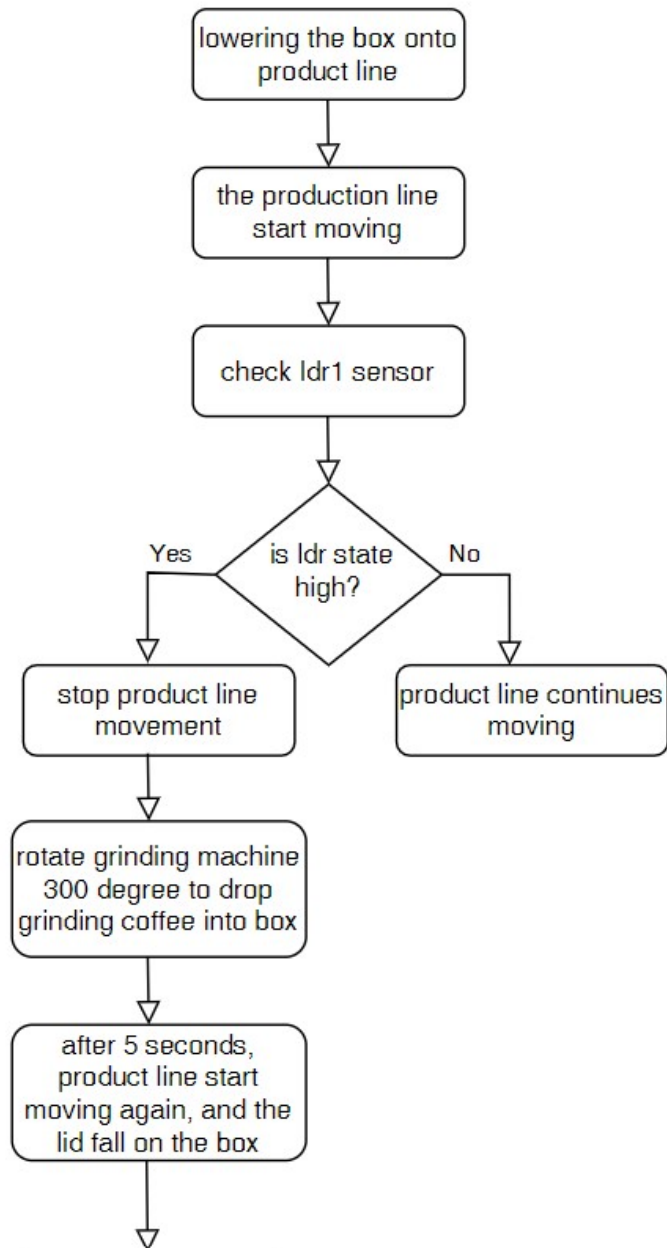 lowering the box onto
product line
the production line
start moving
check ldr1 sensor
is ldr state
high?
Yes
No
stop product line
movement
product line continues
moving
rotate grinding machine
300 degree to drop
grinding coffee into box
after 5 seconds,
product line start
moving again, and the
lid fall on the box